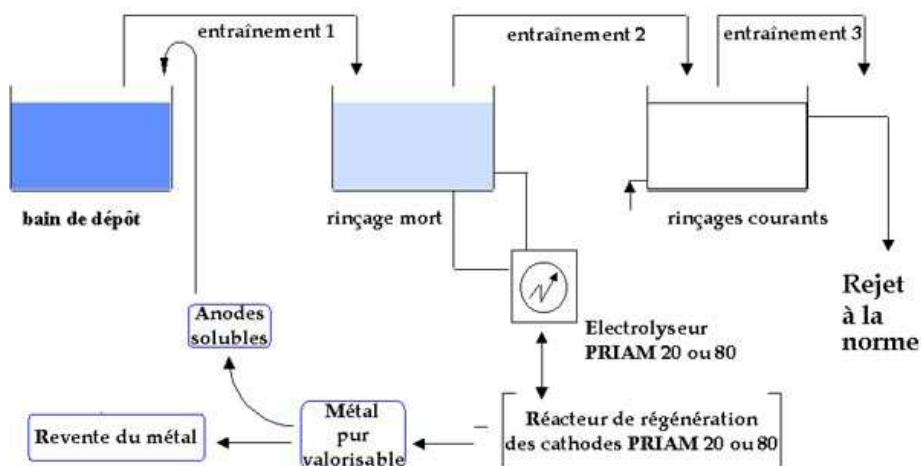 entraînement 1
entraînement 2
entraînement 3
bain de dépôt
rinçage mort
rinçages courants
Rejet
à la
norme
Anodes
solubles
Electrolyseur
PRIAM 20 ou 80
Revente du métal
Métal
pur
valorisable
Réacteur de régénération
des cathodes PRIAM 20 ou 80